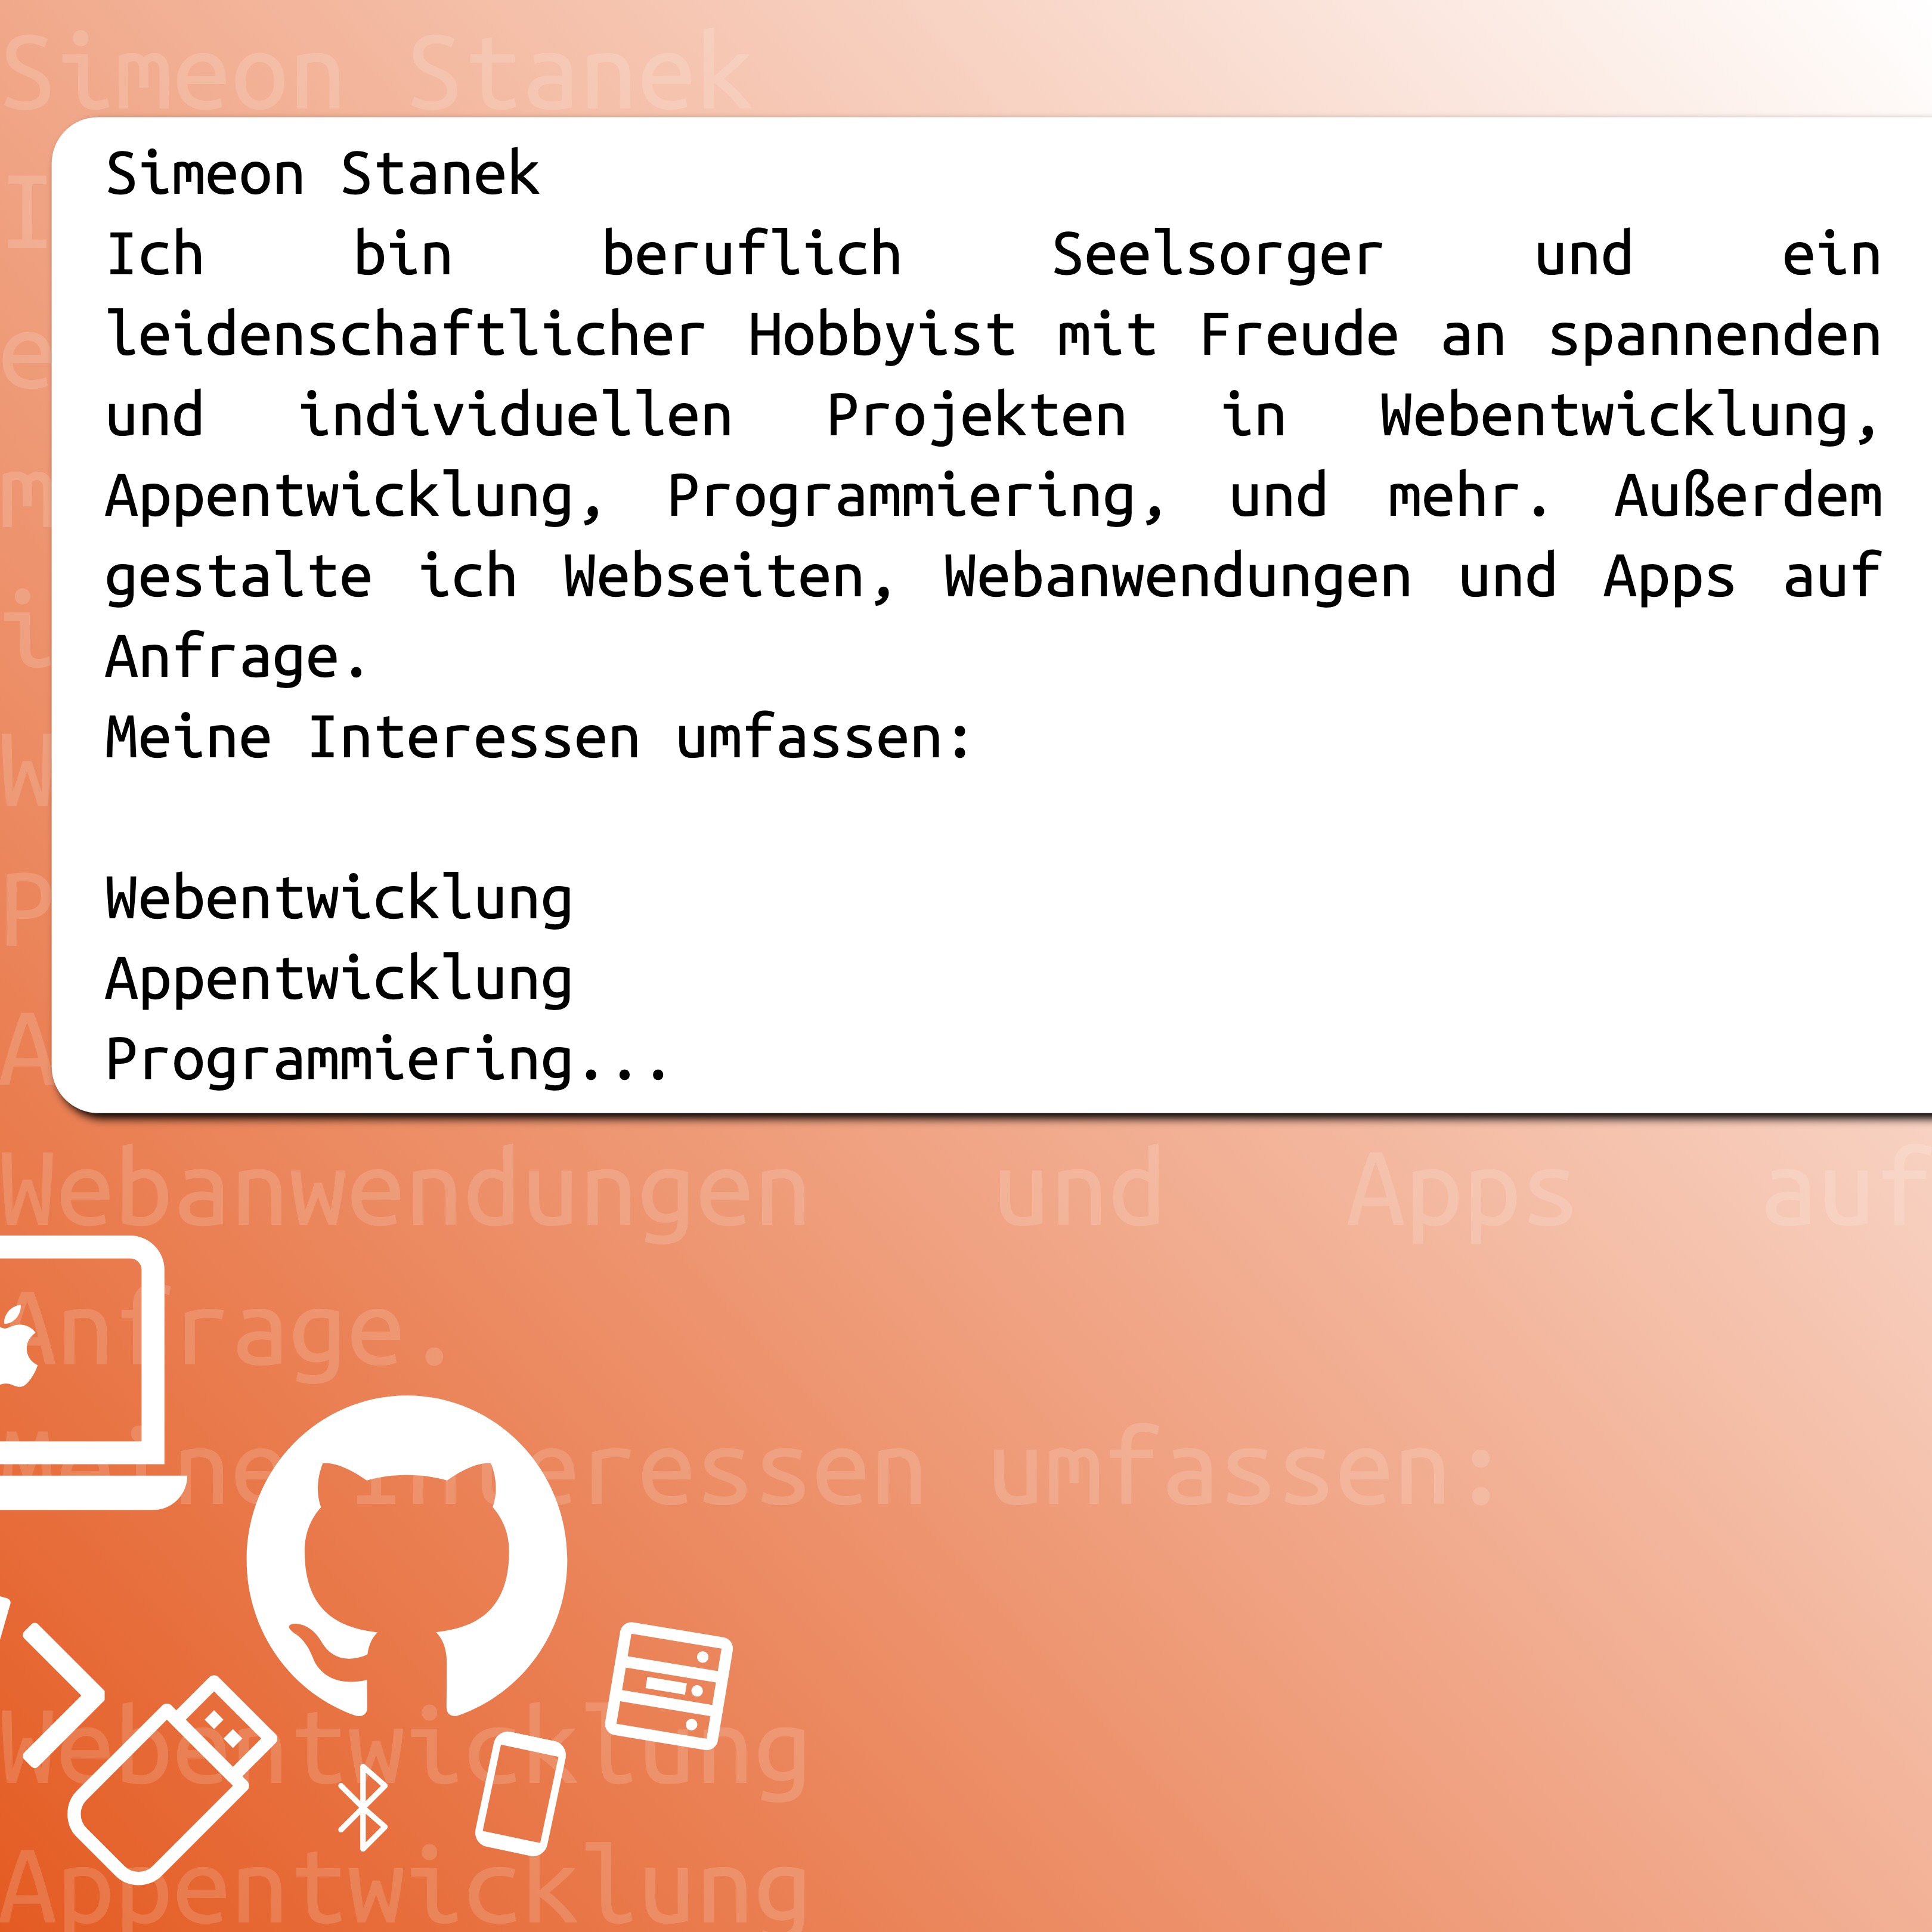 Simeon Stanek
Simeon Stanek
Ich bin beruflich Seelsorger und ein
leidenschaftlicher Hobbyist mit Freude an spannenden
und individuellen Projekten in Webentwicklung,
Appentwicklung, Programmiering, und mehr. Außerdem
gestalte ich Webseiten, Webanwendungen und Apps auf
Anfrage.
Meine Interessen umfassen:
Webentwicklung
Appentwicklung
Programmiering...
Webanwendungen und Apps auf
Anfrage.
Meine Interessen umfassen:
Webentwicklung
Appentwicklung